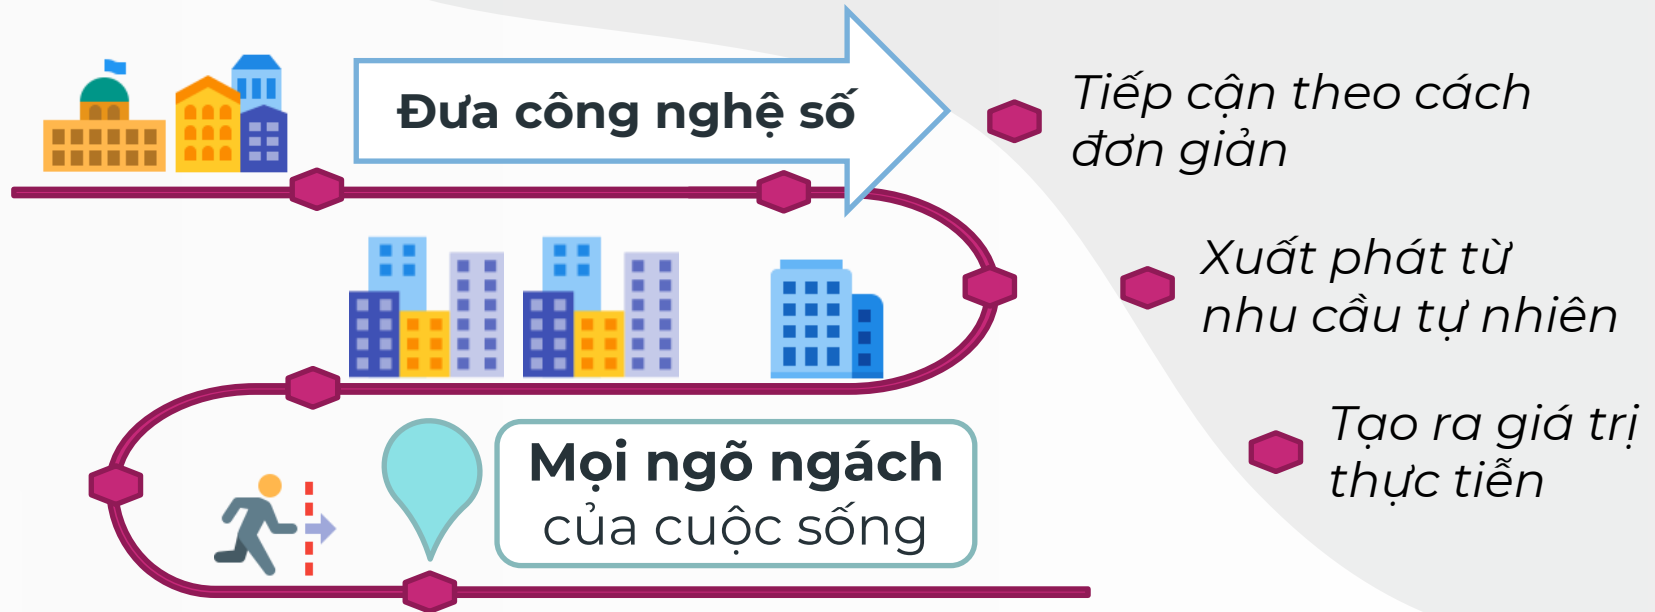 Đưa công nghệ số
Tiếp cận theo cách
đơn giản
Xuất phát từ
nhu cầu tự nhiên
Tạo ra giá trị
thực tiễn
Mọi ngõ ngách
của cuộc sống